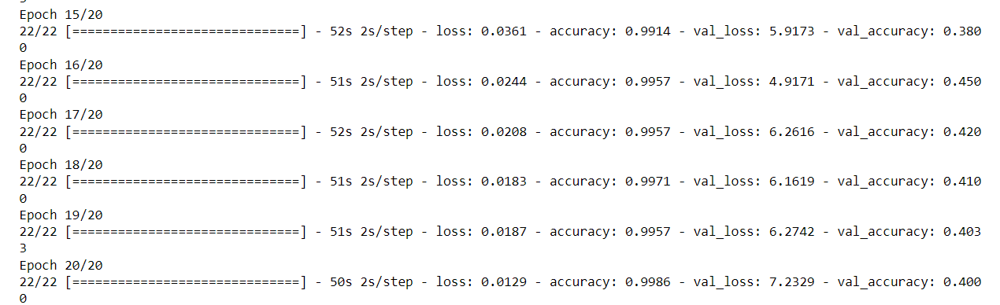 Epoch 15/20
22/22 [==============================] - 52s 2s/step - loss: 0.0361 - accuracy: 0.9914 - val_loss: 5.9173 - val_accuracy: 0.380
0
Epoch 16/20
22/22 [==============================] - 51s 2s/step - loss: 0.0244 - accuracy: 0.9957 - val_loss: 4.9171 - val_accuracy: 0.450
0
Epoch 17/20
22/22 [==============================] - 52s 2s/step - loss: 0.0208 - accuracy: 0.9957 - val_loss: 6.2616 - val_accuracy: 0.420
0
Epoch 18/20
22/22 [==============================] - 51s 2s/step - loss: 0.0183 - accuracy: 0.9971 - val_loss: 6.1619 - val_accuracy: 0.410
0
Epoch 19/20
22/22 [==============================] - 51s 2s/step - loss: 0.0187 - accuracy: 0.9957 - val_loss: 6.2742 - val_accuracy: 0.403
3
Epoch 20/20
22/22 [==============================] - 50s 2s/step - loss: 0.0129 - accuracy: 0.9986 - val_loss: 7.2329 - val_accuracy: 0.400
0